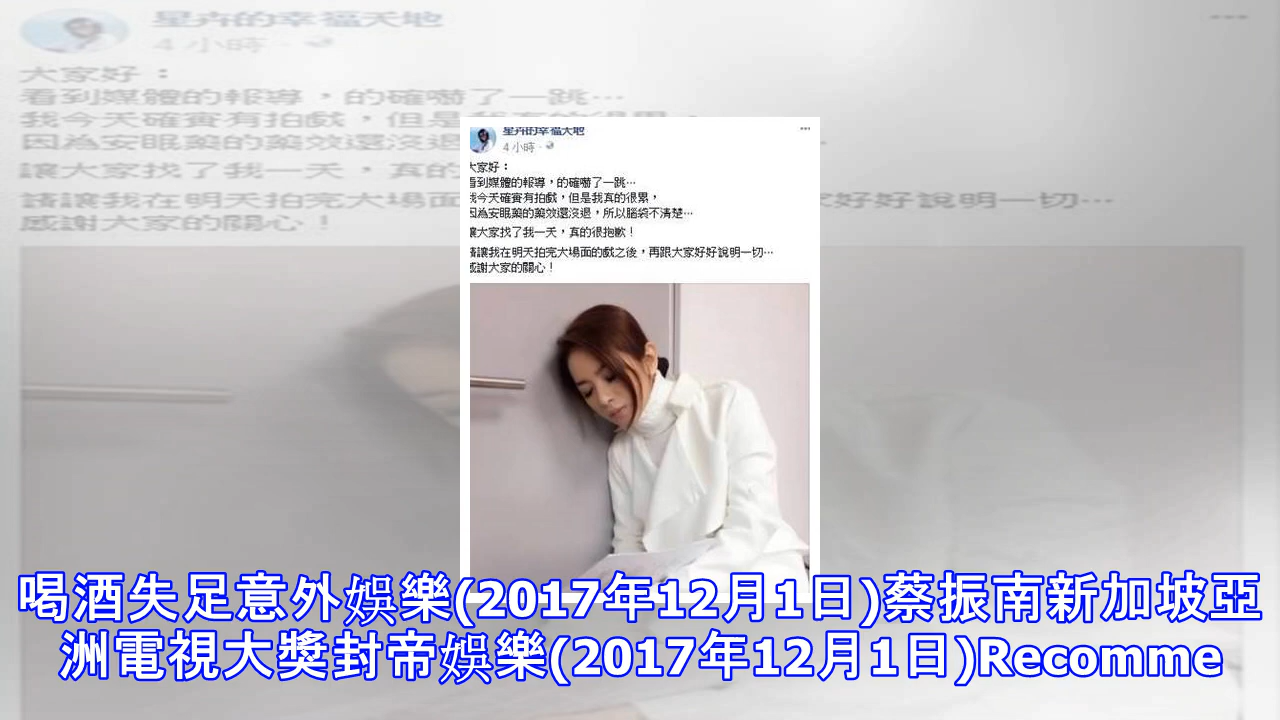 星卉的幸福天地
4 小時
大家好：
看到媒體的報導，的確嚇了一跳…
我今天確實有拍戲，但是我真的很累，
因為安眠藥的藥效還沒退，所以腦袋不清楚…
讓大家找了我一天，真的很抱歉！
請讓我在明天拍完大場面的戲之後，再跟大家好好說明一切…
感謝大家的關心！
喝酒失足意外娛樂(2017年12月1日)蔡振南新加坡亞
洲電視大獎封帝娛樂(2017年12月1日)Recomme